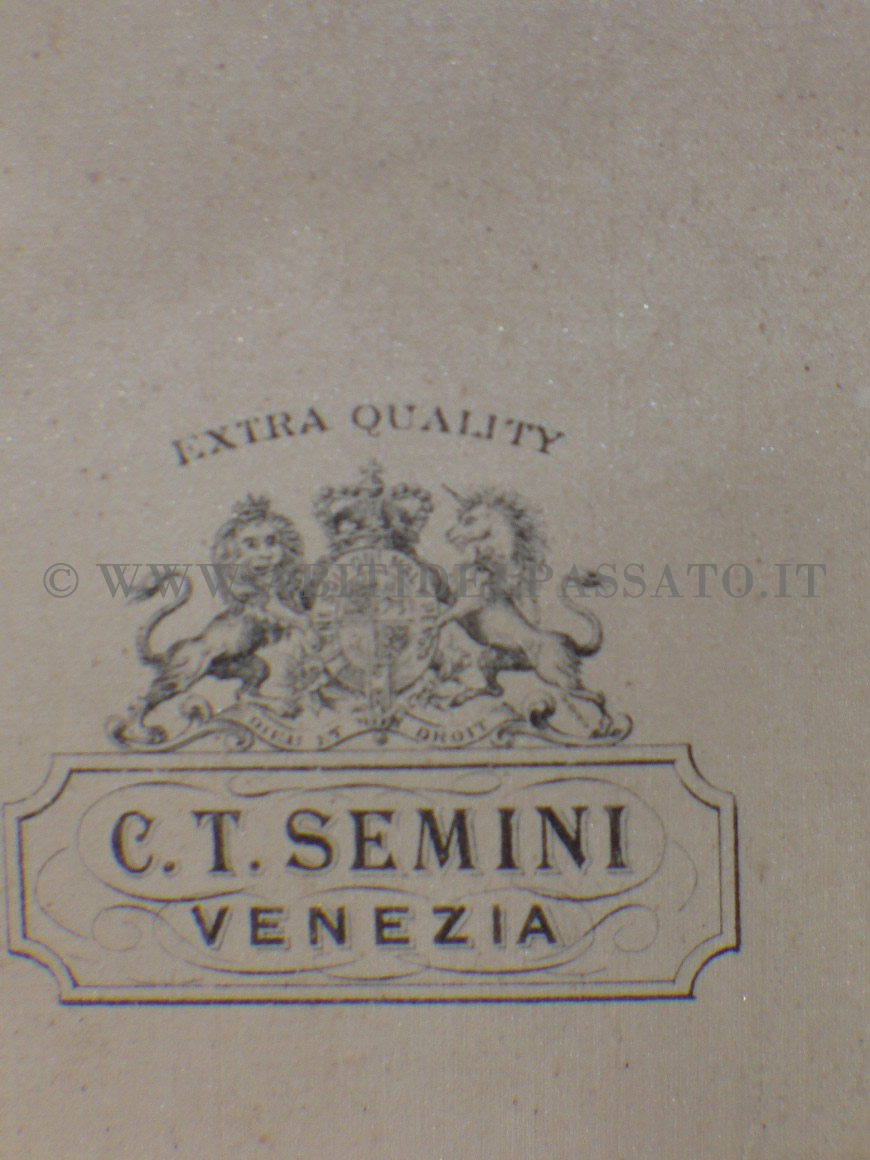 EXTRA QUALITY
© WWW.ABITIDELPASSATO.IT
DIEU ET MON DROIT
C. T. SEMINI
VENEZIA